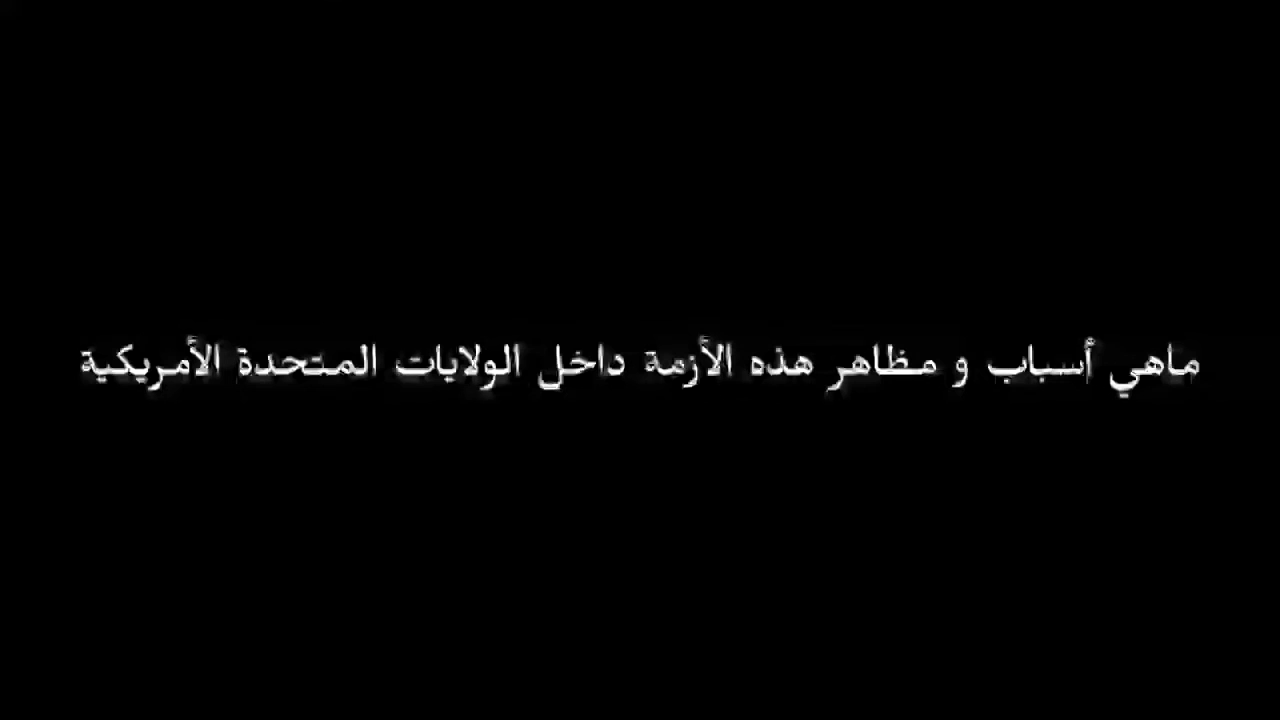 ماهي أسباب و مظاهر هذه الأزمة داخل الولايات المتحدة الأمريكية